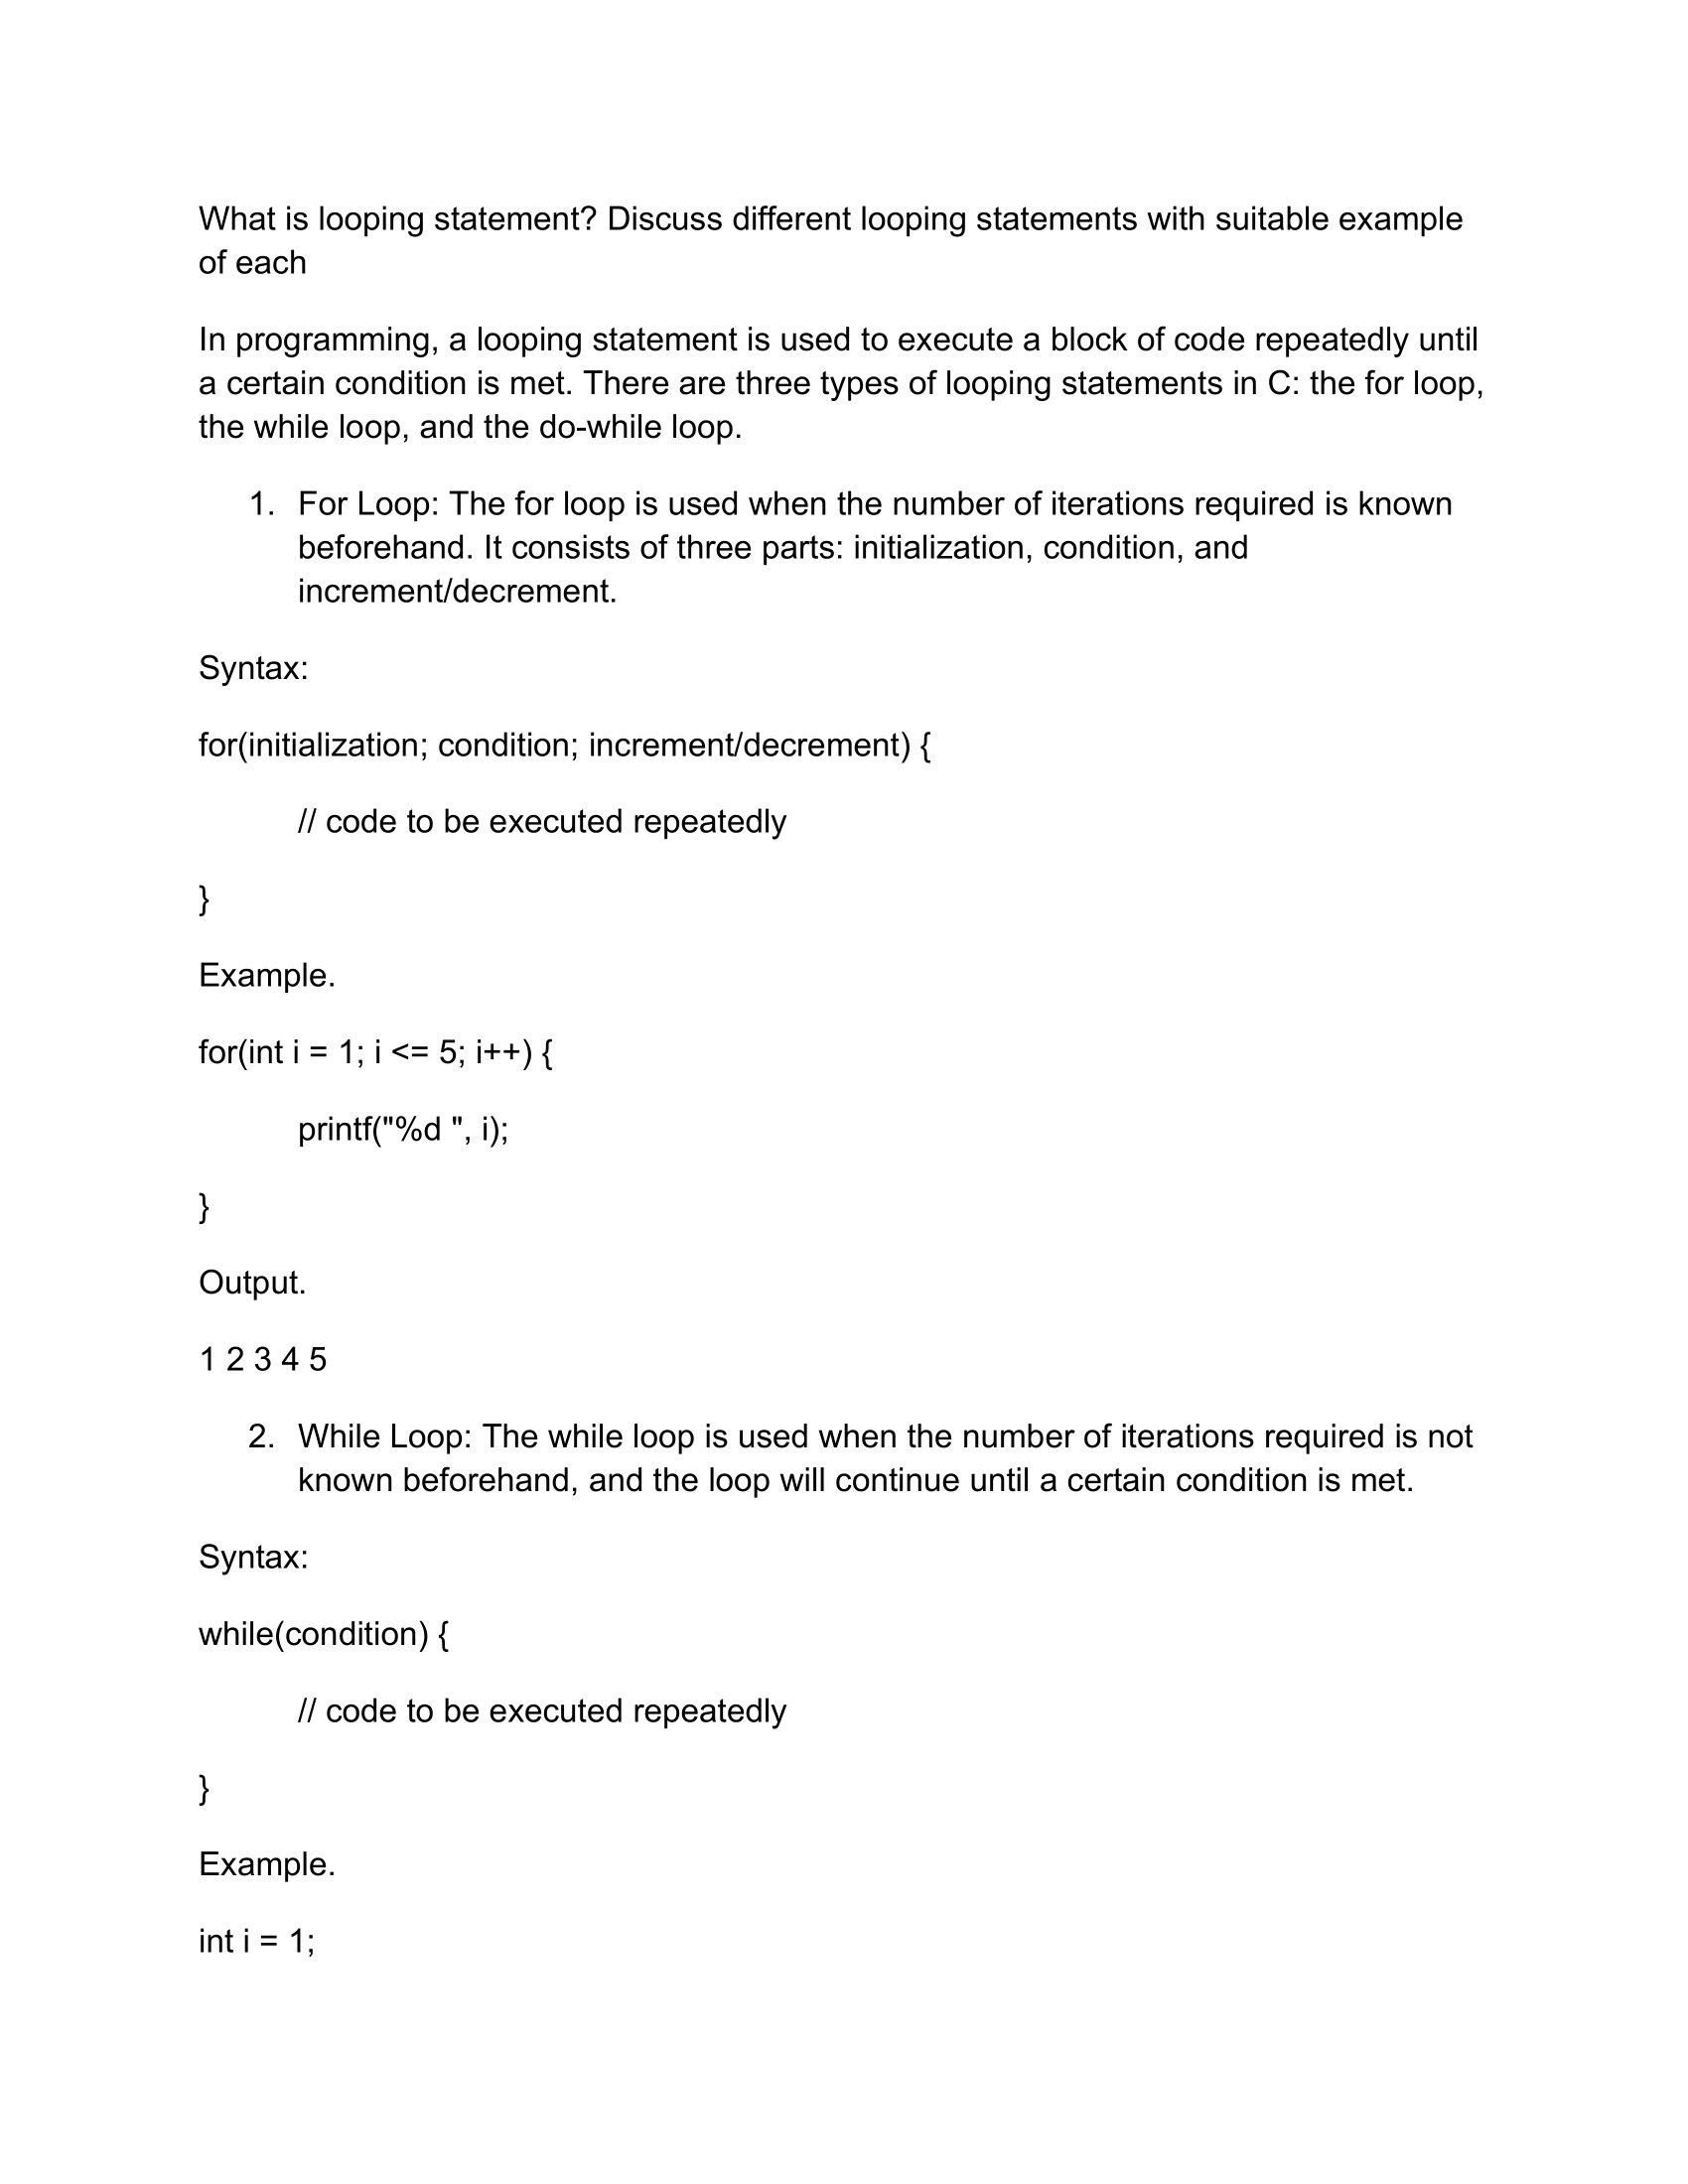 What is looping statement? Discuss different looping statements with suitable example
of each
In programming, a looping statement is used to execute a block of code repeatedly until
a certain condition is met. There are three types of looping statements in C: the for loop,
the while loop, and the do-while loop.
1. For Loop: The for loop is used when the number of iterations required is known
beforehand. It consists of three parts: initialization, condition, and
increment/decrement.
Syntax:
for(initialization; condition; increment/decrement) {
// code to be executed repeatedly
}
Example.
for(int i = 1; i <= 5; i++) {
printf("%d ", i);
}
Output.
1 2 3 4 5
2. While Loop: The while loop is used when the number of iterations required is not
known beforehand, and the loop will continue until a certain condition is met.
Syntax:
while(condition) {
// code to be executed repeatedly
}
Example.
int i = 1;